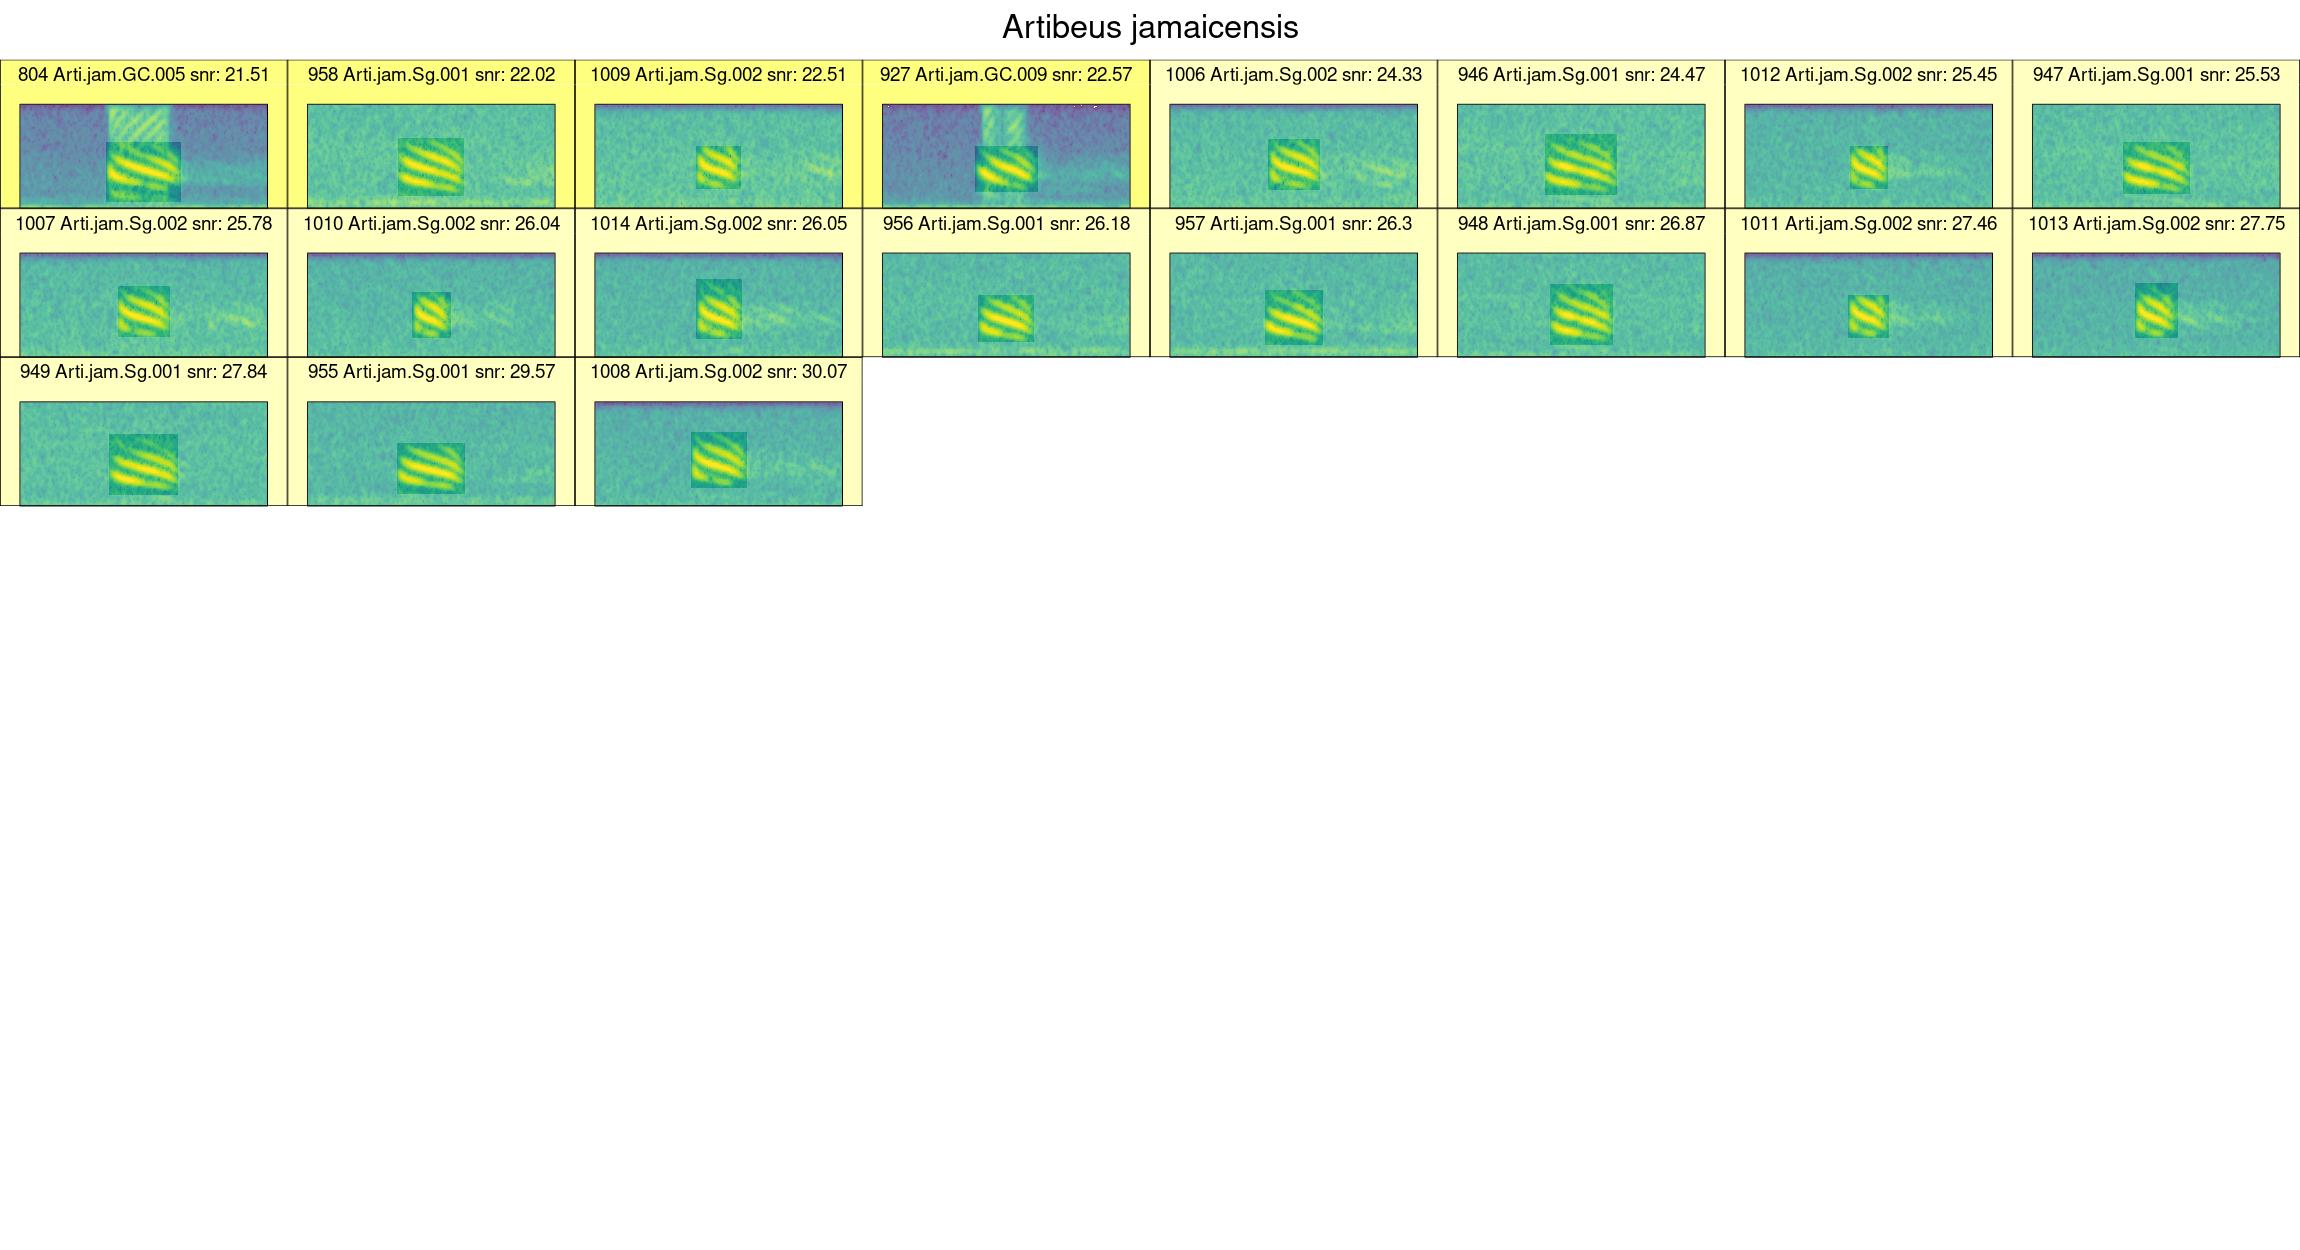 Artibeus jamaicensis
804 Arti.jam.GC.005 snr: 21.51
958 Arti.jam.Sg.001 snr: 22.02
1009 Arti.jam.Sg.002 snr: 22.51
927 Arti.jam.GC.009 snr: 22.57
1006 Arti.jam.Sg.002 snr: 24.33
946 Arti.jam.Sg.001 snr: 24.47
1012 Arti.jam.Sg.002 snr: 25.45
947 Arti.jam.Sg.001 snr: 25.53
1007 Arti.jam.Sg.002 snr: 25.78
1010 Arti.jam.Sg.002 snr: 26.04
1014 Arti.jam.Sg.002 snr: 26.05
956 Arti.jam.Sg.001 snr: 26.18
957 Arti.jam.Sg.001 snr: 26.3
948 Arti.jam.Sg.001 snr: 26.87
1011 Arti.jam.Sg.002 snr: 27.46
1013 Arti.jam.Sg.002 snr: 27.75
949 Arti.jam.Sg.001 snr: 27.84
955 Arti.jam.Sg.001 snr: 29.57
1008 Arti.jam.Sg.002 snr: 30.07